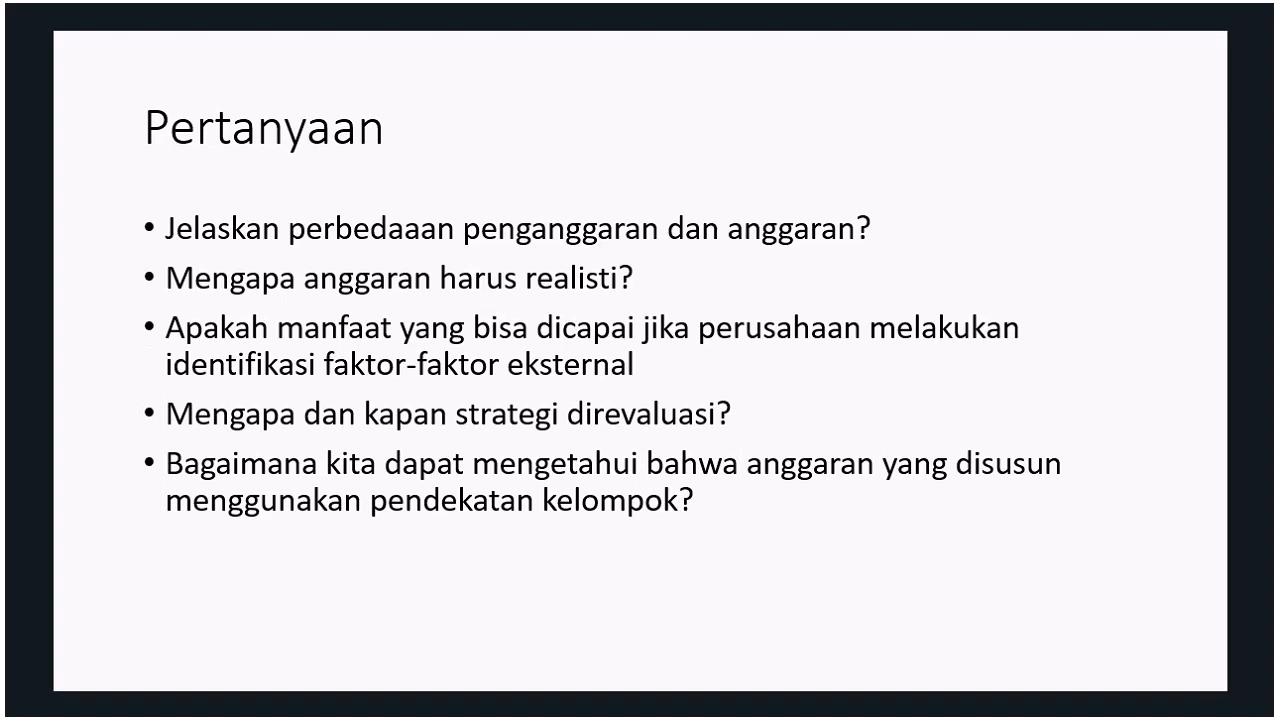 Pertanyaan
• Jelaskan perbedaaan penganggaran dan anggaran?
• Mengapa anggaran harus realisti?
• Apakah manfaat yang bisa dicapai jika perusahaan melakukan
identifikasi faktor-faktor eksternal
• Mengapa dan kapan strategi direvaluasi?
• Bagaimana kita dapat mengetahui bahwa anggaran yang disusun
menggunakan pendekatan kelompok?